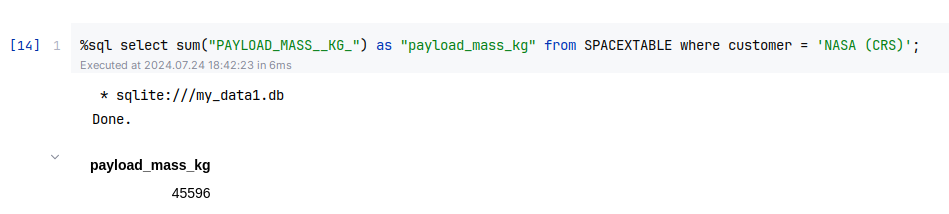 [14] 1 %sql select sum("PAYLOAD_MASS__KG_") as "payload_mass_kg" from SPACEXTABLE where customer = 'NASA (CRS)';
Executed at 2024.07.24 18:42:23 in 6ms
* sqlite:///my_data1.db
Done.
payload_mass_kg
45596